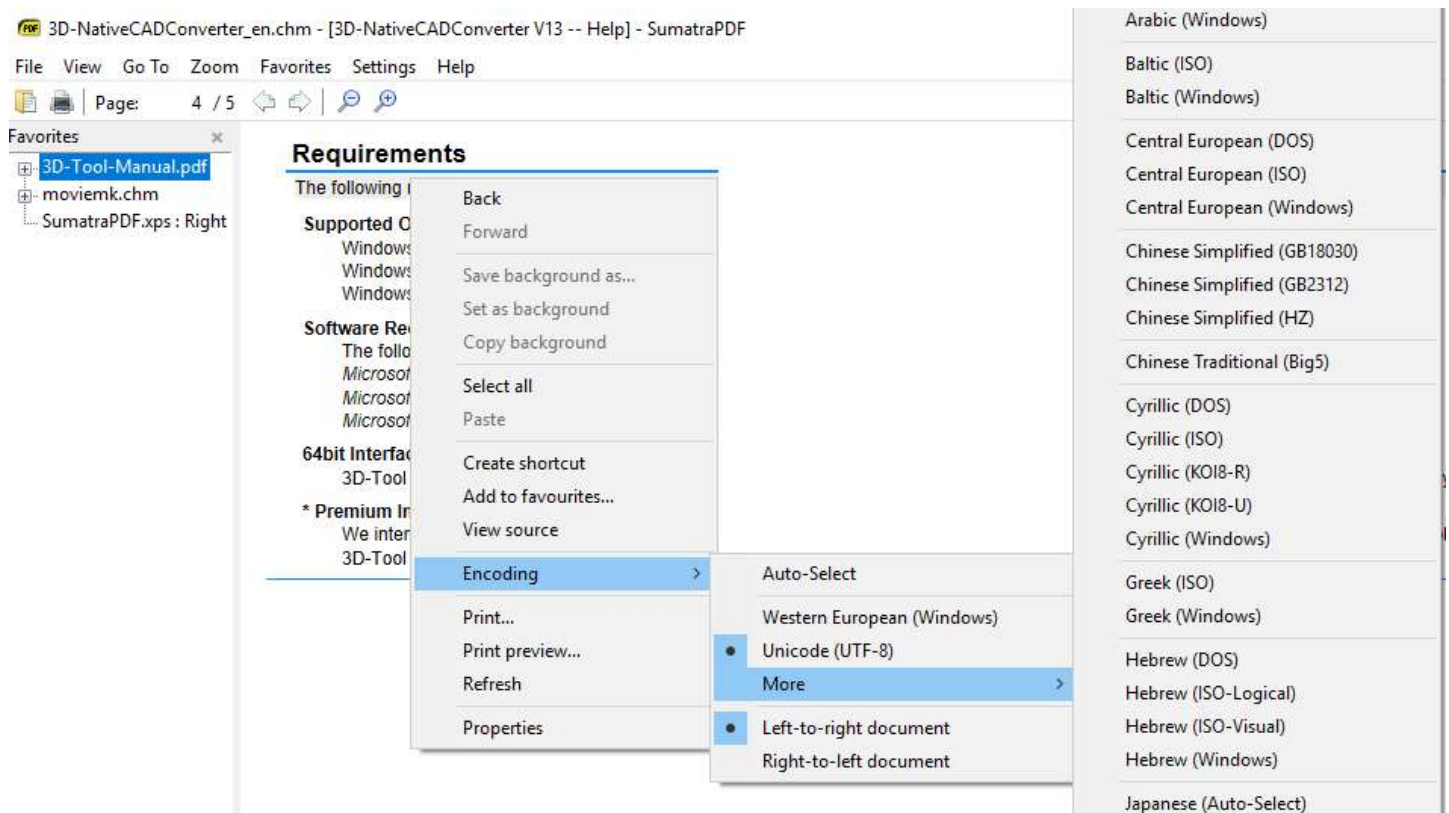 3D-NativeCADConverter_en.chm - [3D-NativeCADConverter V13 -- Help] - SumatraPDF
File View Go To Zoom Favorites Settings Help
Page: 4 / 5
Favorites
3D-Tool-Manual.pdf
moviemk.chm
SumatraPDF.xps : Right
Requirements
The following
Supported O
Windows
Windows
Windows
Software Re
The follo
Microsof
Microsof
Microsof
64bit Interfa
3D-Tool
* Premium In
We inter
3D-Tool
Back
Forward
Save background as...
Set as background
Copy background
Select all
Paste
Create shortcut
Add to favourites...
View source
Encoding
Print...
Print preview...
Refresh
Properties
Auto-Select
Western European (Windows)
Unicode (UTF-8)
More
Left-to-right document
Right-to-left document
Arabic (Windows)
Baltic (ISO)
Baltic (Windows)
Central European (DOS)
Central European (ISO)
Central European (Windows)
Chinese Simplified (GB18030)
Chinese Simplified (GB2312)
Chinese Simplified (HZ)
Chinese Traditional (Big5)
Cyrillic (DOS)
Cyrillic (ISO)
Cyrillic (KOI8-R)
Cyrillic (KOI8-U)
Cyrillic (Windows)
Greek (ISO)
Greek (Windows)
Hebrew (DOS)
Hebrew (ISO-Logical)
Hebrew (ISO-Visual)
Hebrew (Windows)
Japanese (Auto-Select)